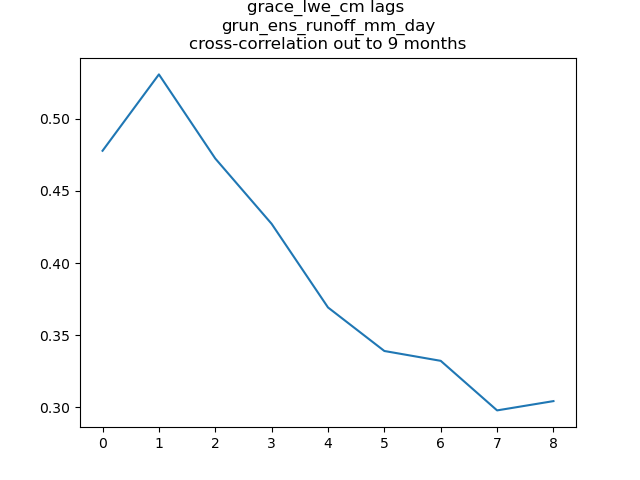 grace_lwe_cm lags
grun_ens_runoff_mm_day
cross-correlation out to 9 months
0.50
0.45
0.40
0.35
0.30
0 1 2 3 4 5 6 7 8